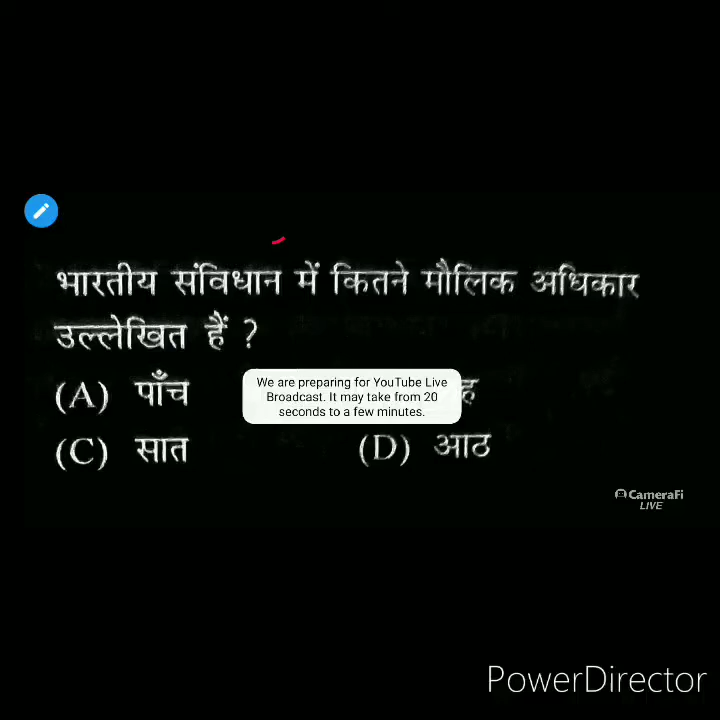 भारतीय संविधान में कितने मौलिक अधिकार
उल्लेखित हैं ?
(A) पाँच
We are preparing for YouTube Live
Broadcast. It may take from 20
seconds to a few minutes.
(C) सात (D) आठ
CameraFi
LIVE
PowerDirector